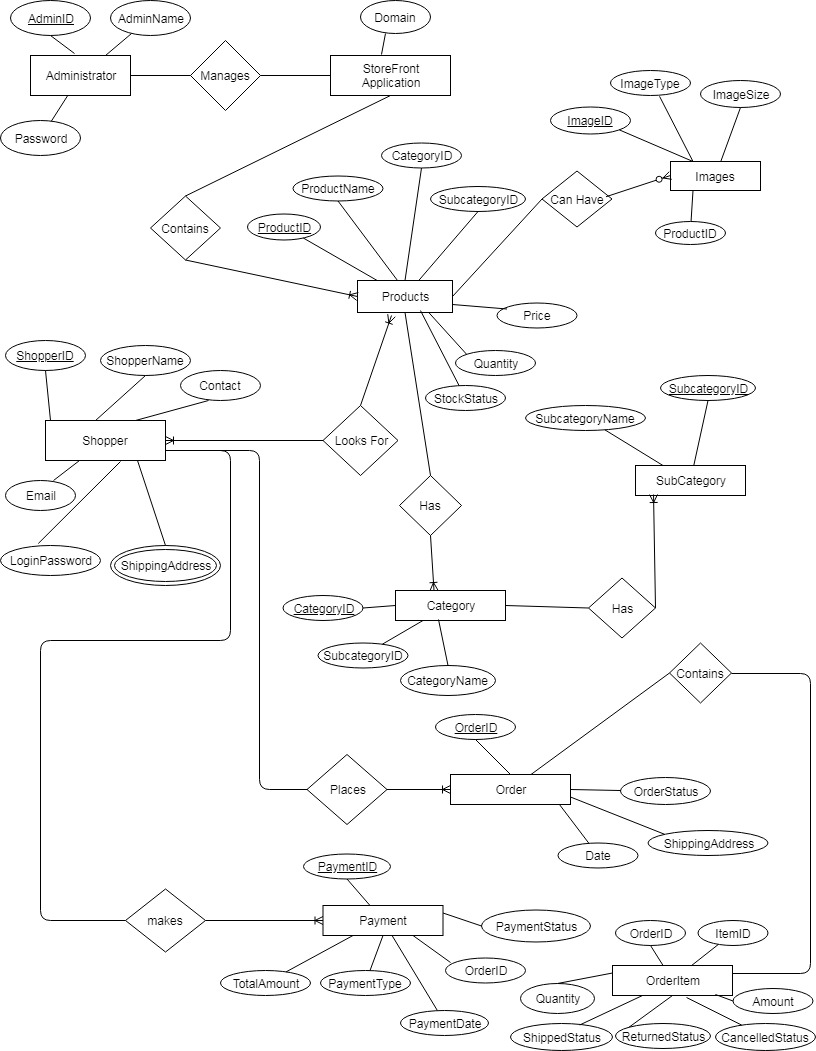 AdminID
AdminName
Domain
Administrator
Manages
StoreFront
Application
Password
ImageType
ImageSize
ImageID
Images
ProductID
CategoryID
ProductName
SubcategoryID
ProductID
Can Have
Contains
Products
Price
Quantity
StockStatus
ShopperID
ShopperName
Contact
Shopper
Looks For
Email
LoginPassword
ShippingAddress
SubcategoryID
SubcategoryName
SubCategory
Has
Has
CategoryID
Category
SubcategoryID
CategoryName
Contains
OrderID
Places
Order
OrderStatus
ShippingAddress
Date
PaymentID
makes
Payment
PaymentStatus
OrderID
TotalAmount
PaymentType
PaymentDate
OrderID
ItemID
OrderItem
Quantity
Amount
ShippedStatus
ReturnedStatus
CancelledStatus